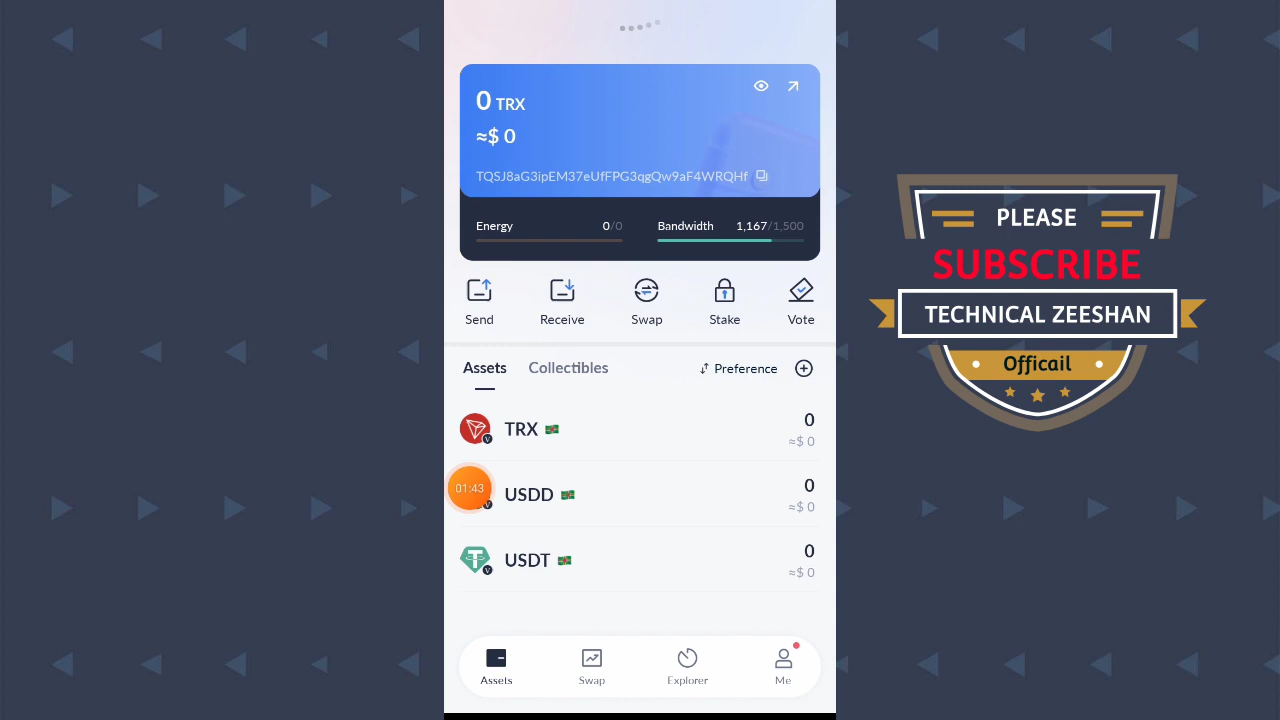 0 TRX
≈$ 0
TQSJ8aG3ipEM37eUfFPG3qgQw9aF4WRQHf
Energy 0/0 Bandwidth 1,167/1,500
Send Receive Swap Stake Vote
Assets Collectibles Preference
TRX 0
≈$ 0
01:43
USDD 0
≈$ 0
USDT 0
≈$ 0
Assets Swap Explorer Me
PLEASE
SUBSCRIBE
TECHNICAL ZEESHAN
Officail